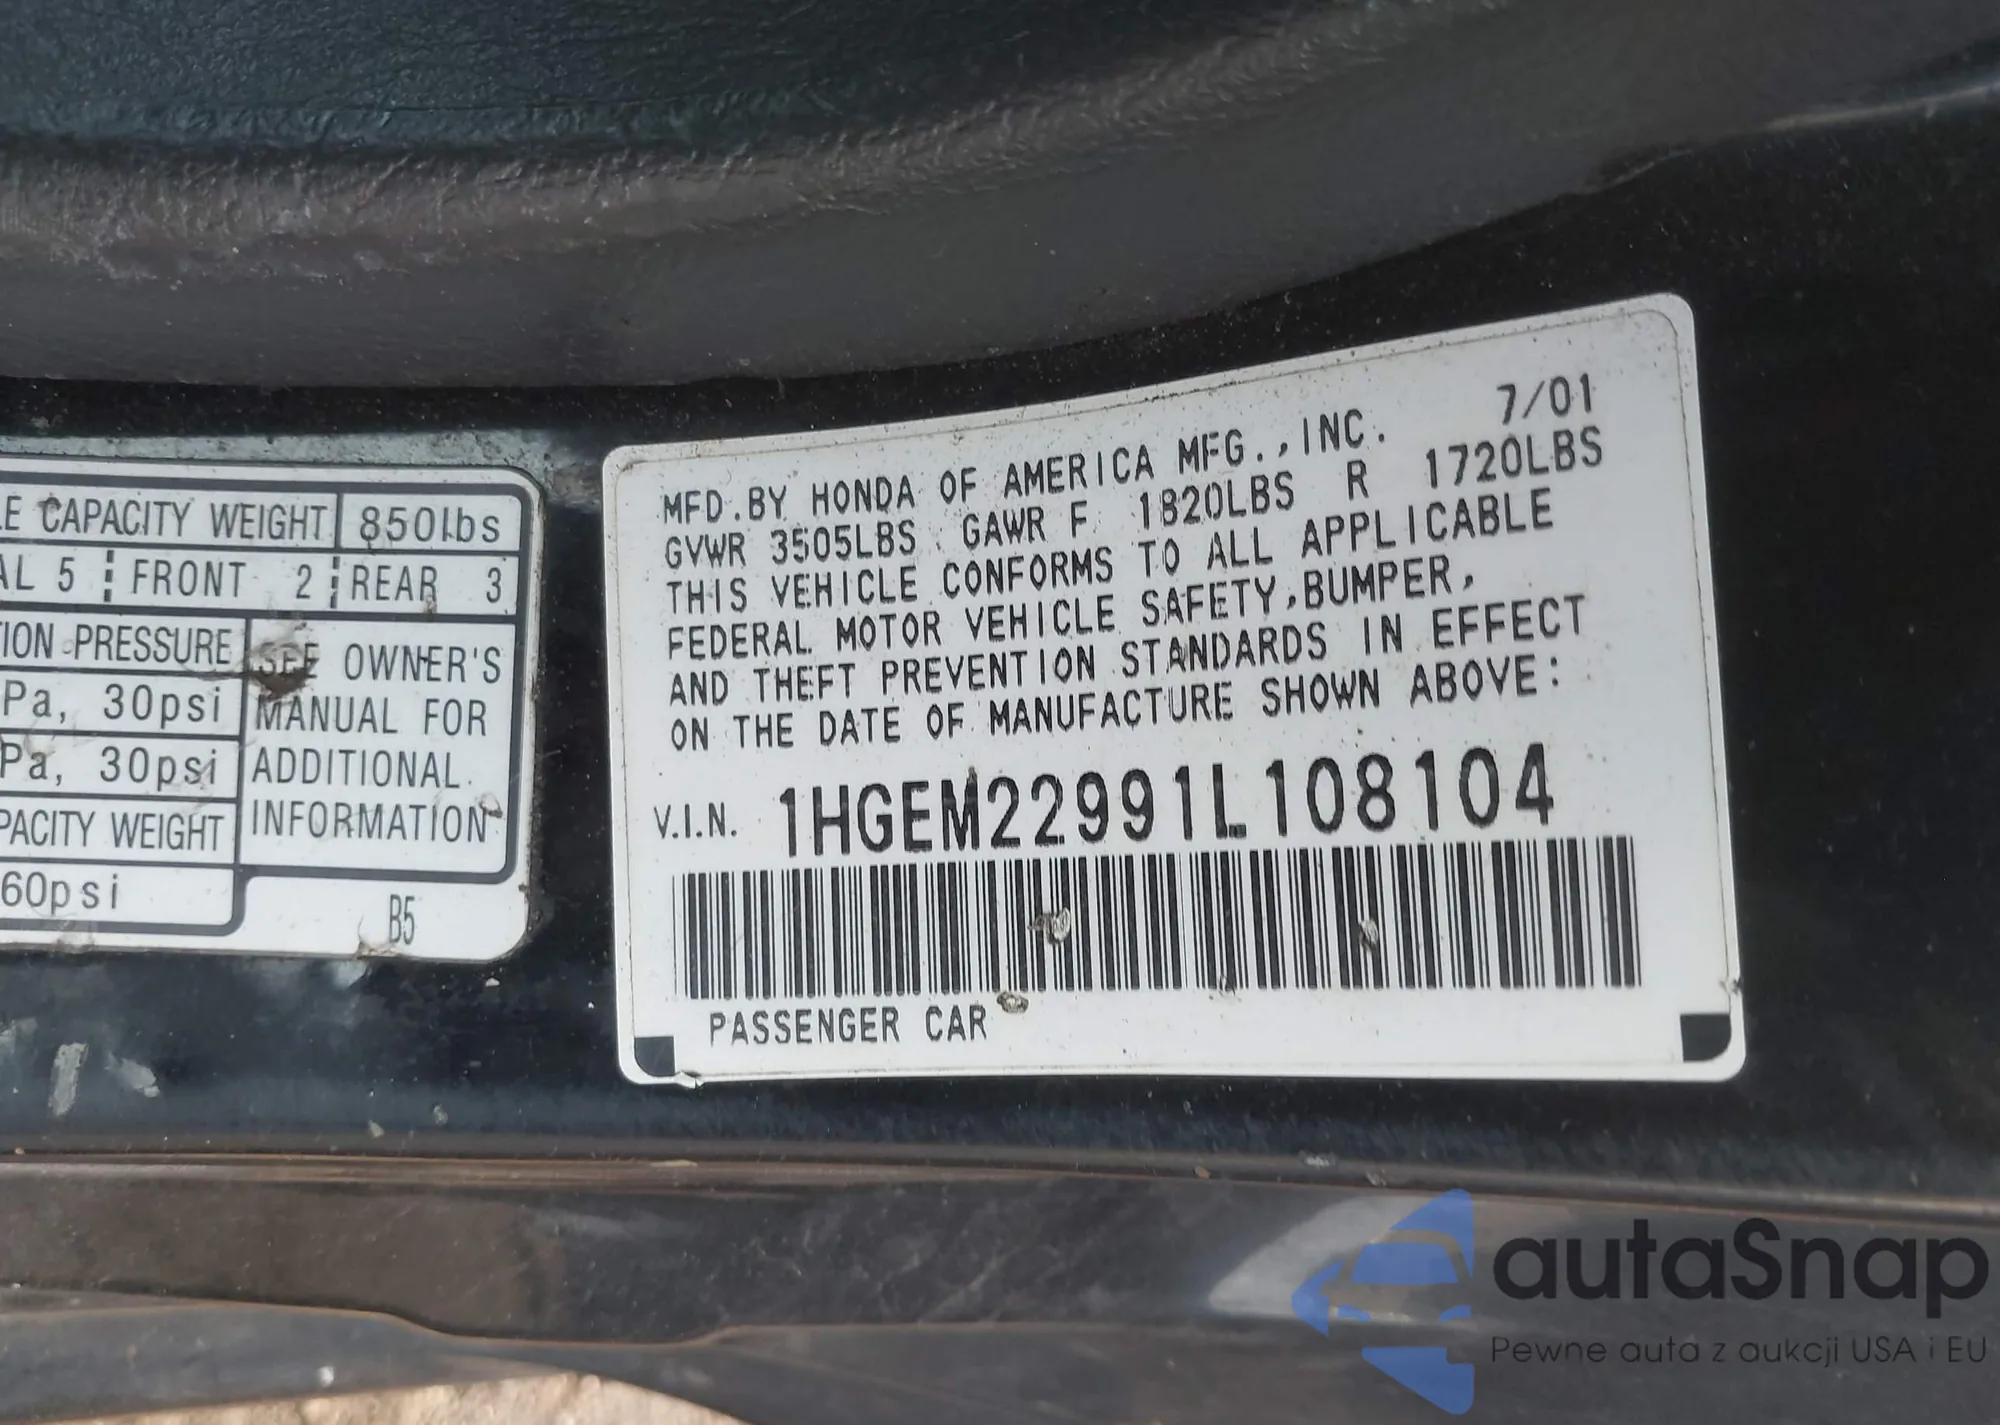 LE CAPACITY WEIGHT 850lbs
AL 5 FRONT 2 REAR 3
TION PRESSURE SEE OWNER'S
Pa, 30psi MANUAL FOR
Pa, 30psi ADDITIONAL
PACITY WEIGHT INFORMATION
60psi
B5
7/01
MFD.BY HONDA OF AMERICA MFG.,INC.
GVWR 3505LBS GAWR F 1820LBS R 1720LBS
THIS VEHICLE CONFORMS TO ALL APPLICABLE
FEDERAL MOTOR VEHICLE SAFETY,BUMPER,
AND THEFT PREVENTION STANDARDS IN EFFECT
ON THE DATE OF MANUFACTURE SHOWN ABOVE:
V.I.N. 1HGEM22991L108104
PASSENGER CAR
autaSnap
Pewne auta z aukcji USA i EU